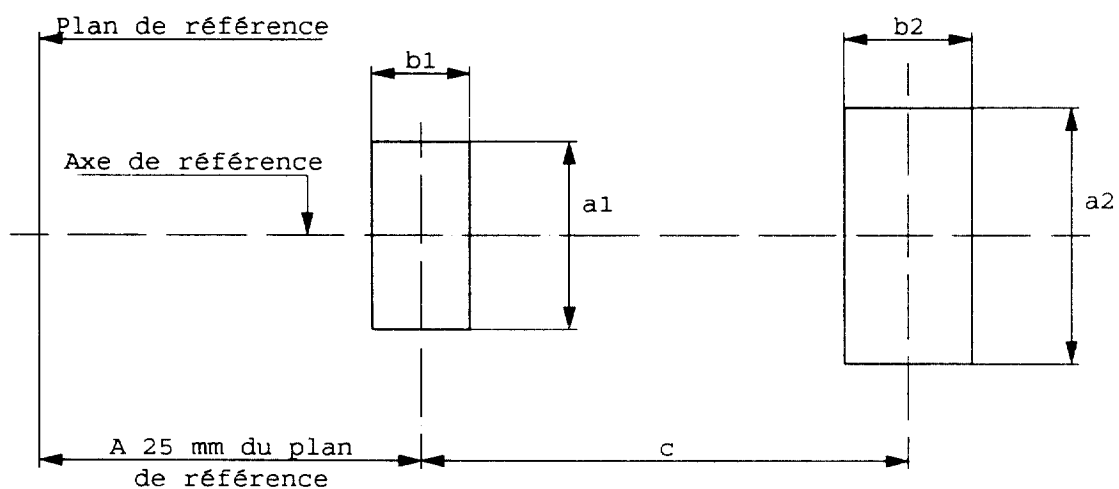 Plan de référence
b2
b1
Axe de référence
a1
a2
A 25 mm du plan
de référence
c